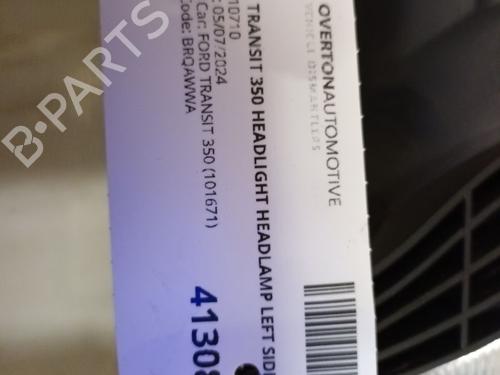 OVERTONAUTOMOTIVE
VEHICLE DISMANTLERS
TRANSIT 350 HEADLIGHT HEADLAMP LEFT SIDE
10710
: 05/07/2024
Car: FORD TRANSIT 350 (101671)
Code: BRQAWWA
41308
B-PARTS